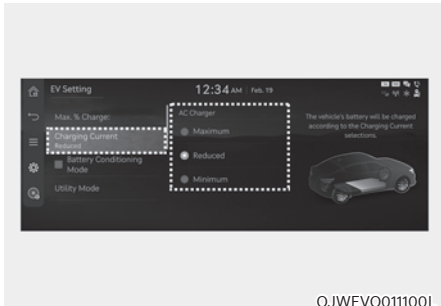 EV Setting
12:34 AM Feb. 19
Max. % Charge:
Charging Current
Reduced
Battery Conditioning
Mode
Utility Mode
AC Charger
Maximum
Reduced
Minimum
The vehicle's battery will be charged
according to the Charging Current
selections.
OJWEVQ011100L